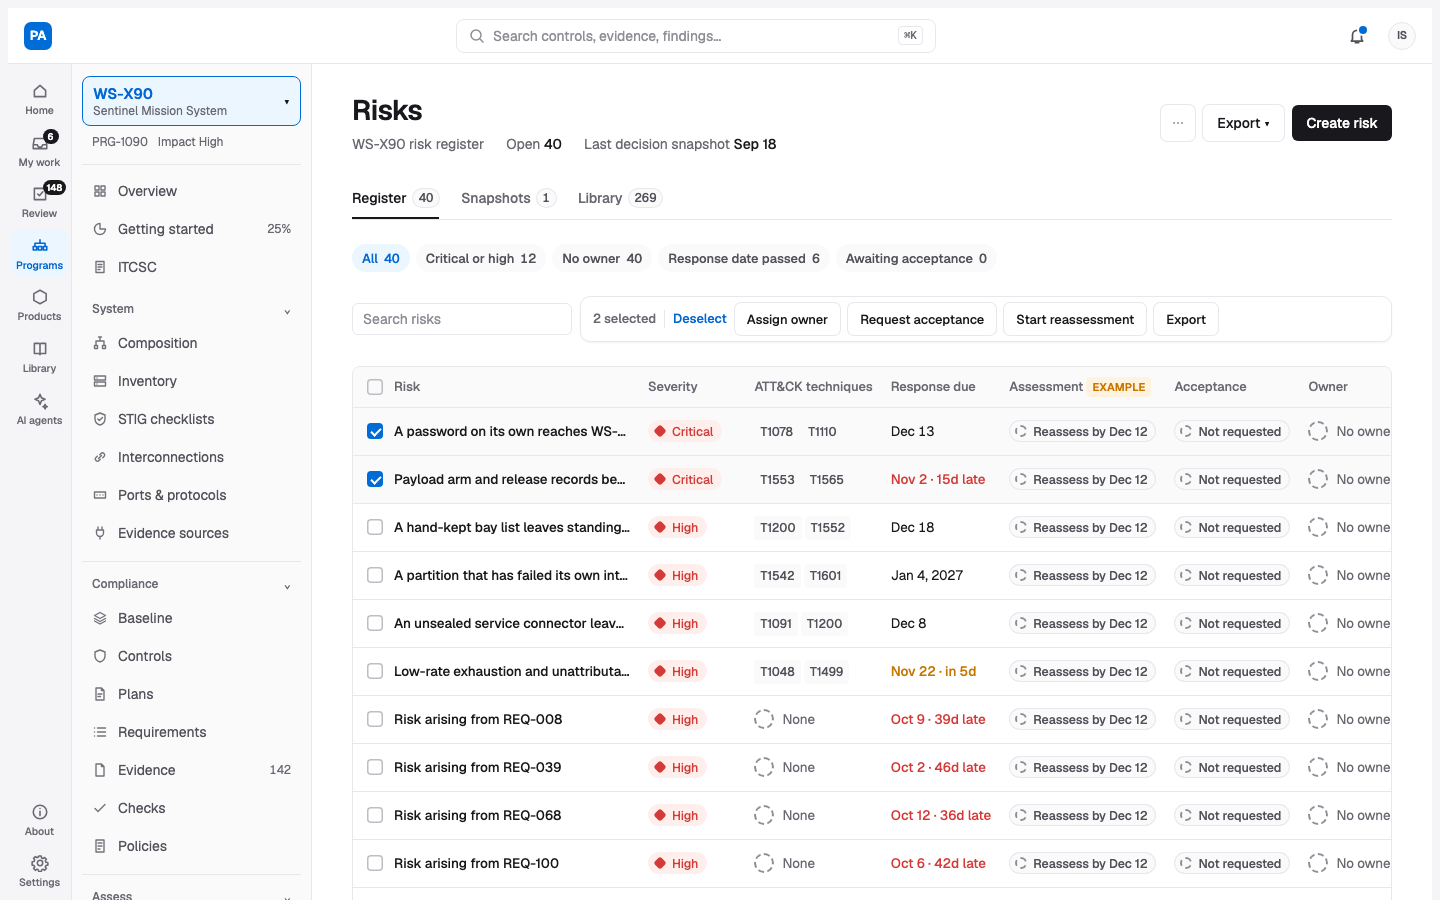 PA
Search controls, evidence, findings...
⌘K
IS
Home
6
My work
148
Review
Programs
Products
Library
AI agents
About
Settings
WS-X90
Sentinel Mission System
PRG-1090 Impact High
Overview
Getting started 25%
ITCSC
System
Composition
Inventory
STIG checklists
Interconnections
Ports & protocols
Evidence sources
Compliance
Baseline
Controls
Plans
Requirements
Evidence 142
Checks
Policies
Assess
Risks
WS-X90 risk register Open 40 Last decision snapshot Sep 18
... Export Create risk
Register 40 Snapshots 1 Library 269
All 40 Critical or high 12 No owner 40 Response date passed 6 Awaiting acceptance 0
Search risks
2 selected Deselect Assign owner Request acceptance Start reassessment Export
Risk Severity ATT&CK techniques Response due Assessment EXAMPLE Acceptance Owner
A password on its own reaches WS-... Critical T1078 T1110 Dec 13 Reassess by Dec 12 Not requested No owne
Payload arm and release records be... Critical T1553 T1565 Nov 2 · 15d late Reassess by Dec 12 Not requested No owne
A hand-kept bay list leaves standing... High T1200 T1552 Dec 18 Reassess by Dec 12 Not requested No owne
A partition that has failed its own int... High T1542 T1601 Jan 4, 2027 Reassess by Dec 12 Not requested No owne
An unsealed service connector leav... High T1091 T1200 Dec 8 Reassess by Dec 12 Not requested No owne
Low-rate exhaustion and unattributa... High T1048 T1499 Nov 22 · in 5d Reassess by Dec 12 Not requested No owne
Risk arising from REQ-008 High None Oct 9 · 39d late Reassess by Dec 12 Not requested No owne
Risk arising from REQ-039 High None Oct 2 · 46d late Reassess by Dec 12 Not requested No owne
Risk arising from REQ-068 High None Oct 12 · 36d late Reassess by Dec 12 Not requested No owne
Risk arising from REQ-100 High None Oct 6 · 42d late Reassess by Dec 12 Not requested No owne